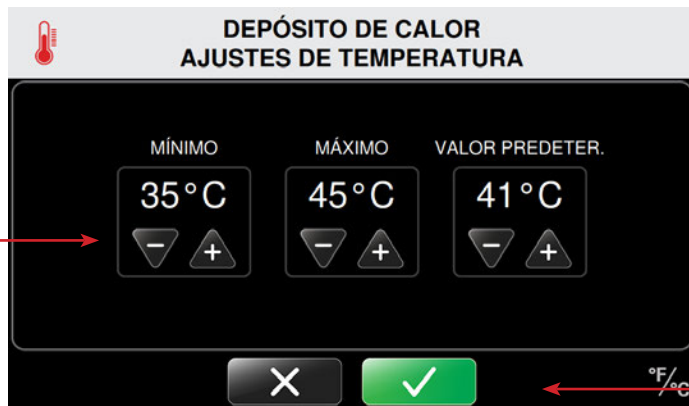 DEPÓSITO DE CALOR
AJUSTES DE TEMPERATURA
MÍNIMO MÁXIMO VALOR PREDETER.
35°C 45°C 41°C
− + − + − +
°F/°C